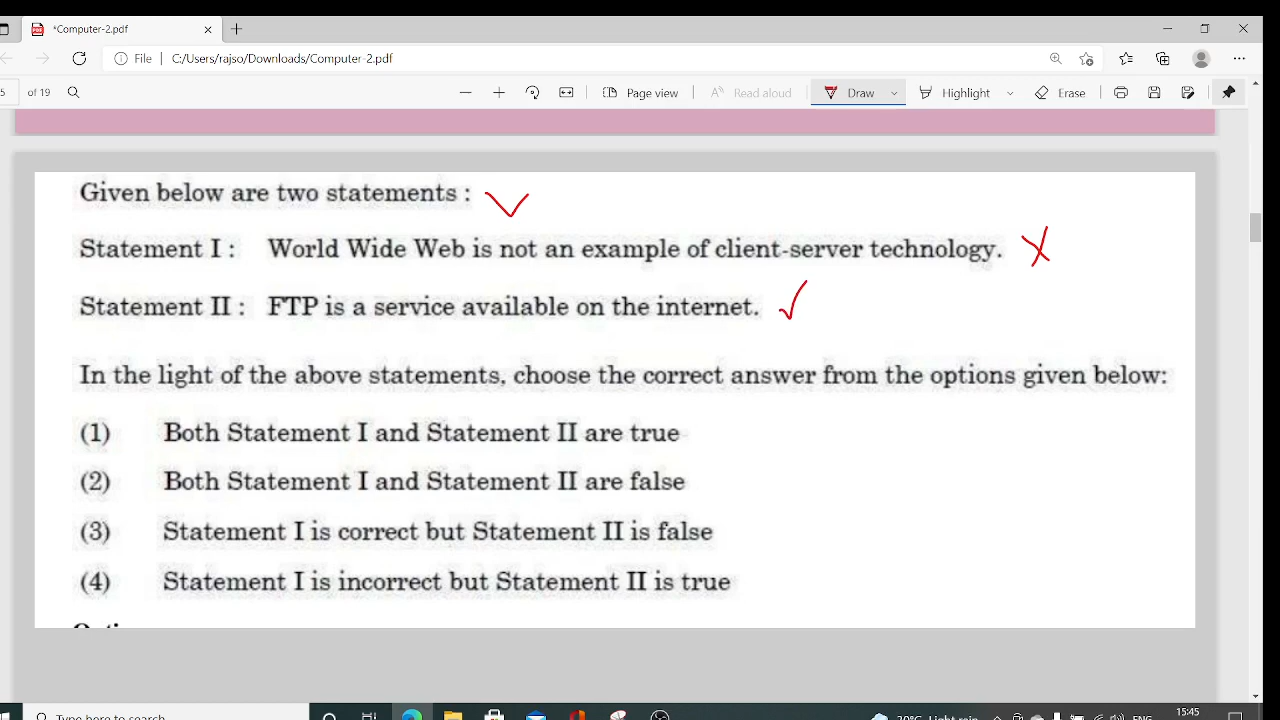 *Computer-2.pdf
File C:/Users/rajso/Downloads/Computer-2.pdf
5 of 19 Page view Read aloud Draw Highlight Erase
Given below are two statements :
Statement I : World Wide Web is not an example of client-server technology.
Statement II : FTP is a service available on the internet.
In the light of the above statements, choose the correct answer from the options given below:
(1) Both Statement I and Statement II are true
(2) Both Statement I and Statement II are false
(3) Statement I is correct but Statement II is false
(4) Statement I is incorrect but Statement II is true
Type here to search Light rain ENG 15:45